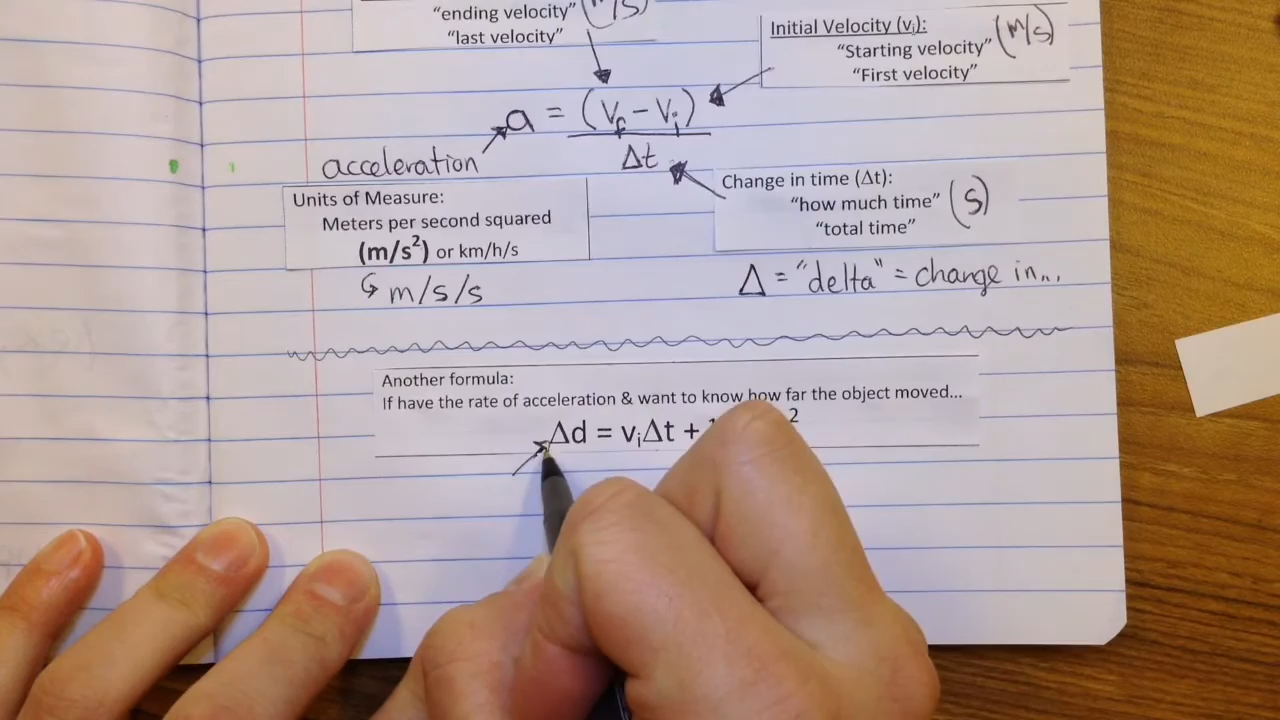 “ending velocity”
“last velocity”
Initial Velocity (vi):
“Starting velocity” (m/s)
“First velocity”
a = (Vf - Vi)
Δt
acceleration
Units of Measure:
Meters per second squared
(m/s²) or km/h/s
↳ m/s/s
Change in time (Δt):
“how much time” (s)
“total time”
Δ = “delta” = change in...
Another formula:
If have the rate of acceleration & want to know how far the object moved...
Δd = viΔt + 2